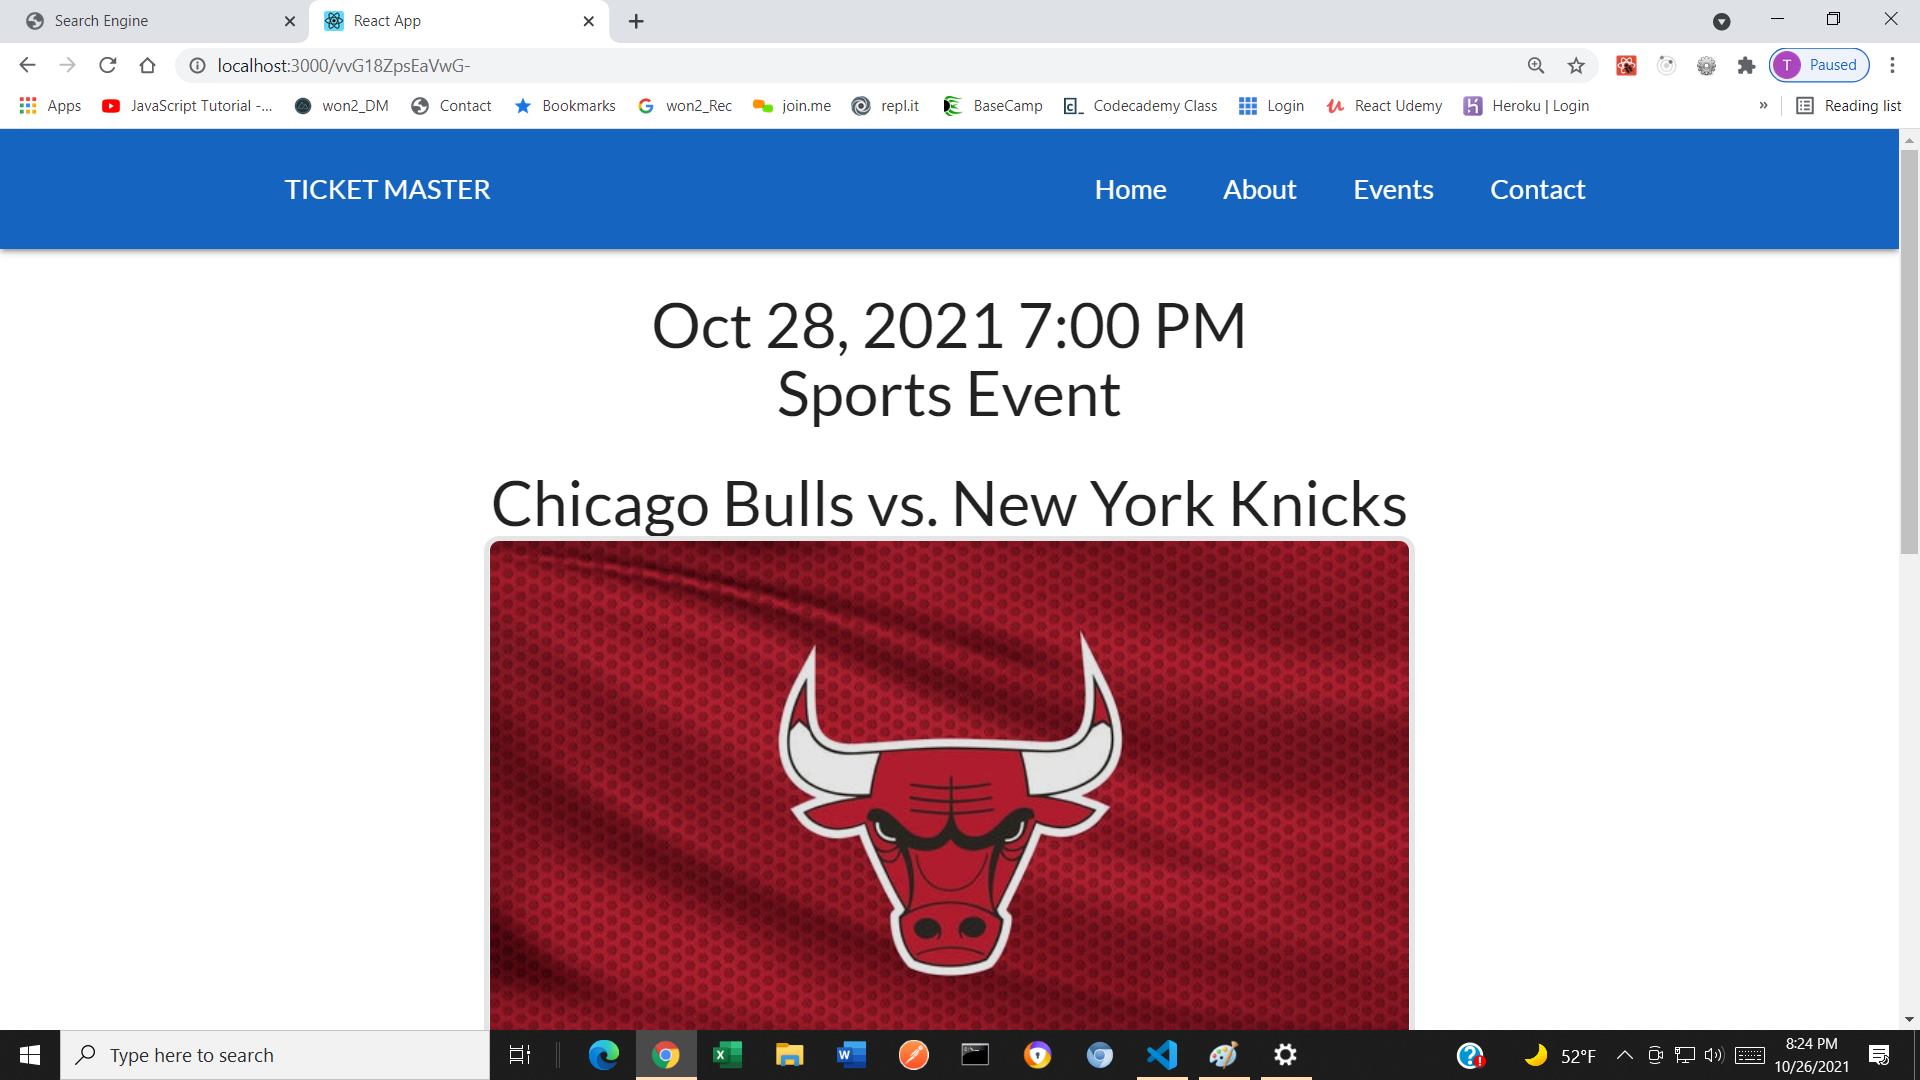 Search Engine
React App
localhost:3000/vvG18ZpsEaVwG-
T Paused
Apps JavaScript Tutorial -... won2_DM Contact Bookmarks won2_Rec join.me repl.it BaseCamp Codecademy Class Login React Udemy Heroku | Login » Reading list
TICKET MASTER Home About Events Contact
Oct 28, 2021 7:00 PM
Sports Event
Chicago Bulls vs. New York Knicks
Type here to search
52°F
8:24 PM
10/26/2021